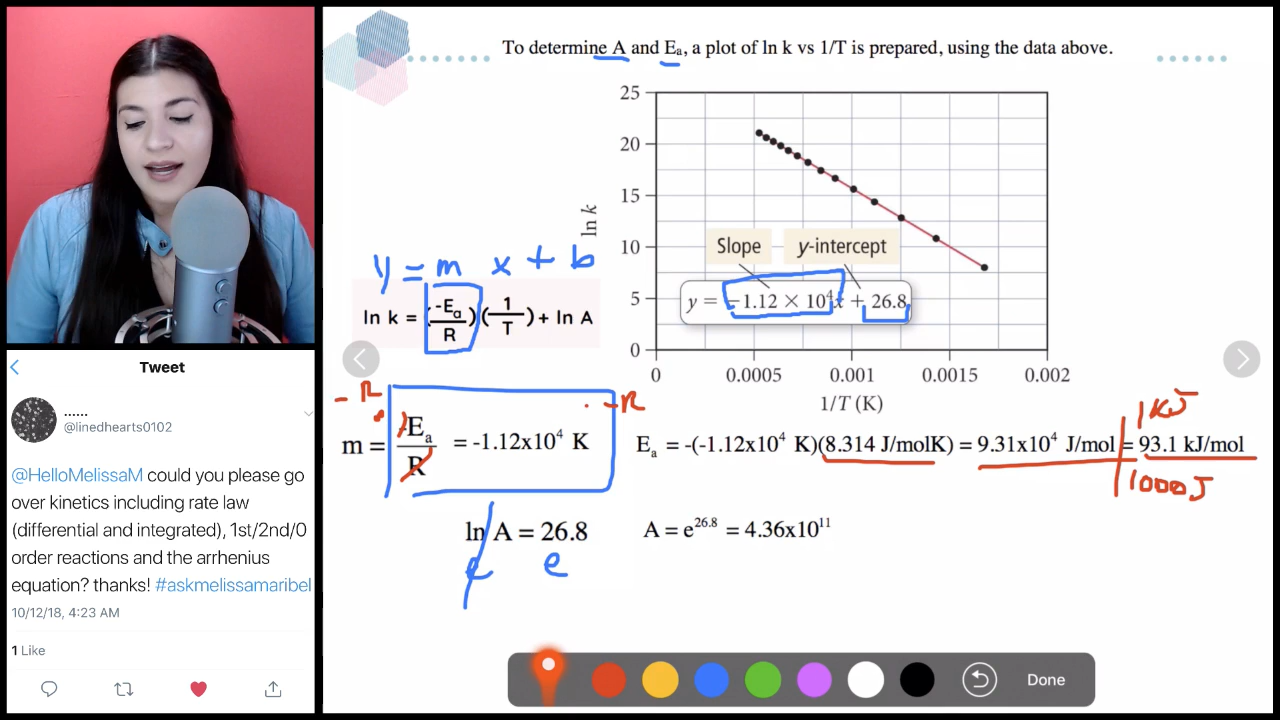 To determine A and Eₐ, a plot of ln k vs 1/T is prepared, using the data above.
25
20
15
10
5
0
ln k
Slope
y-intercept
y = −1.12 × 10⁴x + 26.8
0
0.0005
0.001
0.0015
0.002
1/T (K)
y = m x + b
ln k = (-Eₐ/R)(1/T) + ln A
- R
- R
m = -Eₐ/R = -1.12x10⁴ K
Eₐ = -(-1.12x10⁴ K)(8.314 J/molK) = 9.31x10⁴ J/mol = 93.1 kJ/mol
1 KJ
1000J
ln A = 26.8
A = e²⁶·⁸ = 4.36x10¹¹
e
e
Done
Tweet
......
@linedhearts0102
@HelloMelissaM could you please go
over kinetics including rate law
(differential and integrated), 1st/2nd/0
order reactions and the arrhenius
equation? thanks! #askmelissamaribel
10/12/18, 4:23 AM
1 Like